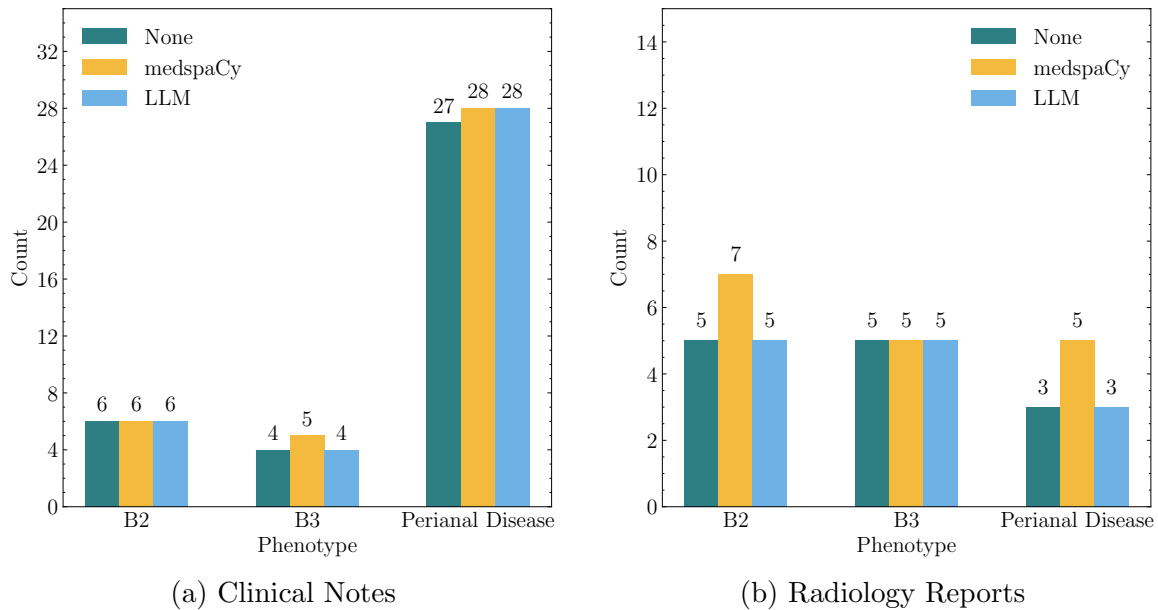 None
medspaCy
LLM
32
28
24
20
16
12
8
4
0
Count
6 6 6
4 5 4
27 28 28
B2 B3 Perianal Disease
Phenotype
(a) Clinical Notes
None
medspaCy
LLM
14
12
10
8
6
4
2
0
Count
5 7 5
5 5 5
3 5 3
B2 B3 Perianal Disease
Phenotype
(b) Radiology Reports